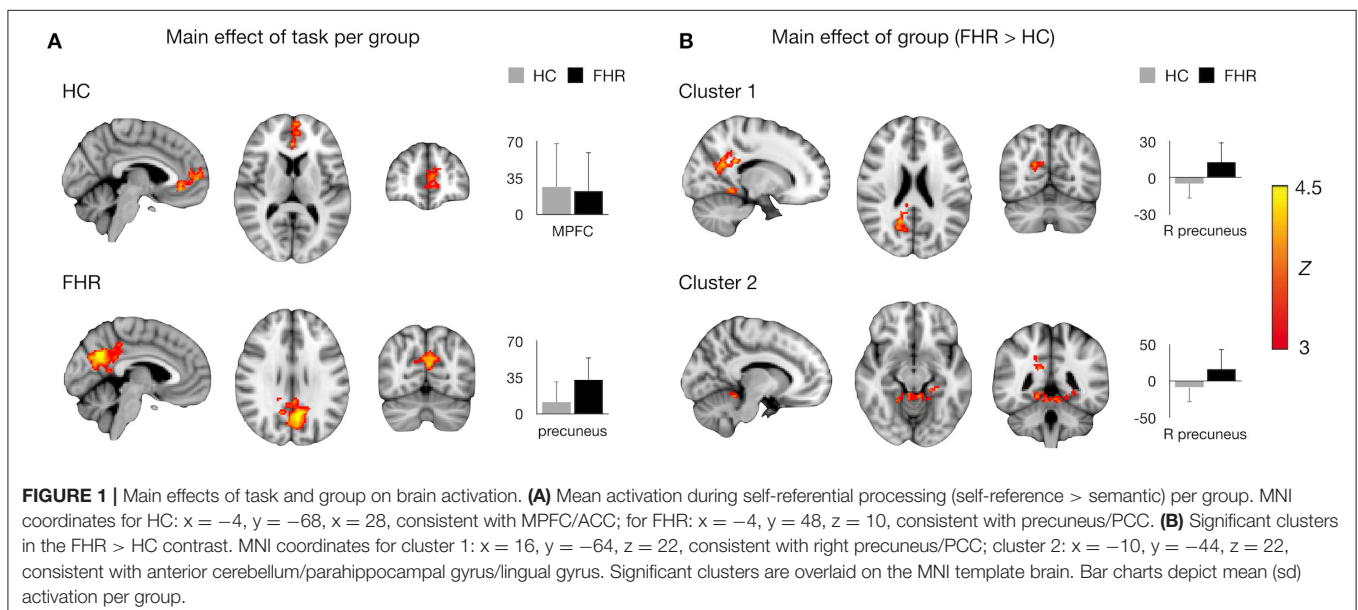 A
Main effect of task per group
HC
HC FHR
70
35
0
MPFC
FHR
70
35
0
precuneus
B
Main effect of group (FHR > HC)
HC FHR
Cluster 1
30
0
-30
R precuneus
Cluster 2
50
0
-50
R precuneus
4.5
Z
3
FIGURE 1 | Main effects of task and group on brain activation. (A) Mean activation during self-referential processing (self-reference > semantic) per group. MNI
coordinates for HC: x = −4, y = −68, x = 28, consistent with MPFC/ACC; for FHR: x = −4, y = 48, z = 10, consistent with precuneus/PCC. (B) Significant clusters
in the FHR > HC contrast. MNI coordinates for cluster 1: x = 16, y = −64, z = 22, consistent with right precuneus/PCC; cluster 2: x = −10, y = −44, z = 22,
consistent with anterior cerebellum/parahippocampal gyrus/lingual gyrus. Significant clusters are overlaid on the MNI template brain. Bar charts depict mean (sd)
activation per group.